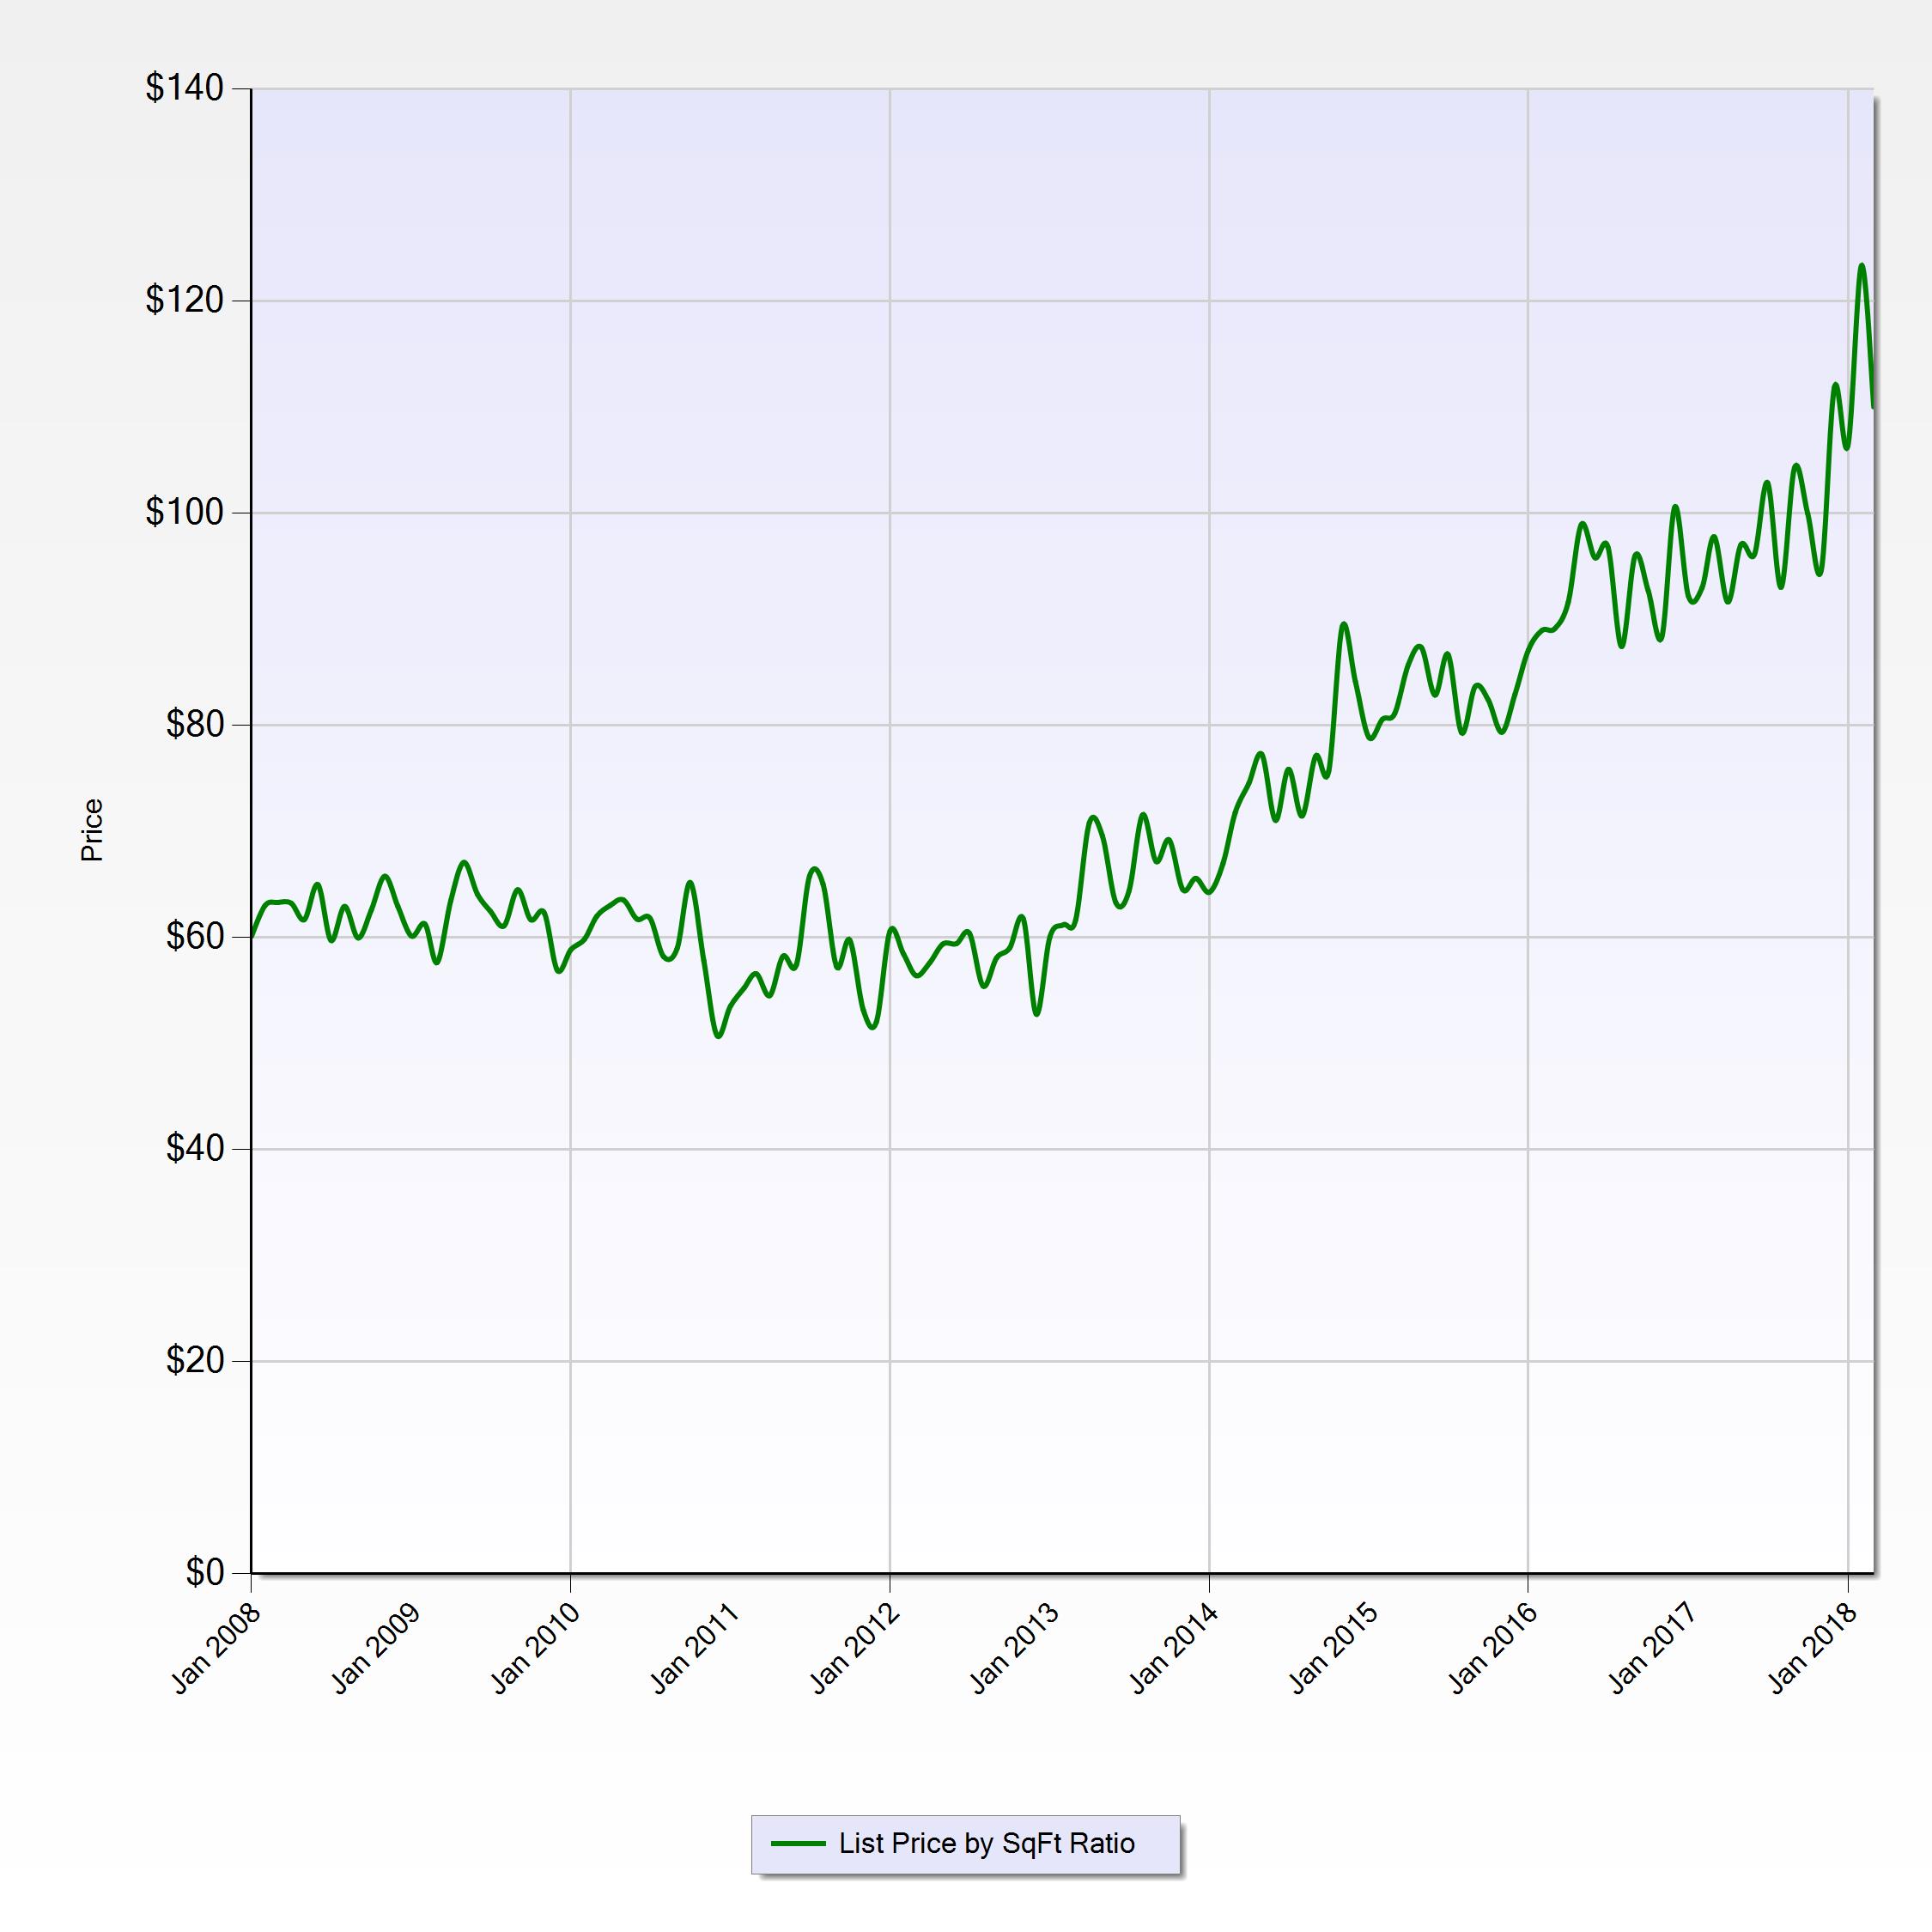 $140
$120
$100
$80
$60
$40
$20
$0
Price
Jan 2008
Jan 2009
Jan 2010
Jan 2011
Jan 2012
Jan 2013
Jan 2014
Jan 2015
Jan 2016
Jan 2017
Jan 2018
List Price by SqFt Ratio